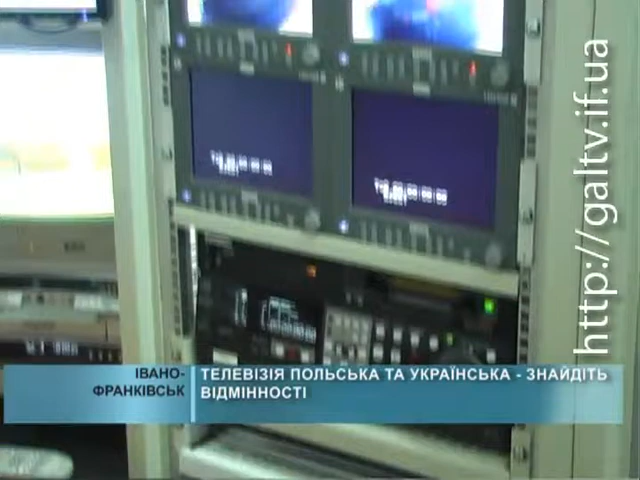 http://galtv.if.ua
ІВАНО-
ФРАНКІВСЬК
ТЕЛЕВІЗІЯ ПОЛЬСЬКА ТА УКРАЇНСЬКА - ЗНАЙДІТЬ
ВІДМІННОСТІ